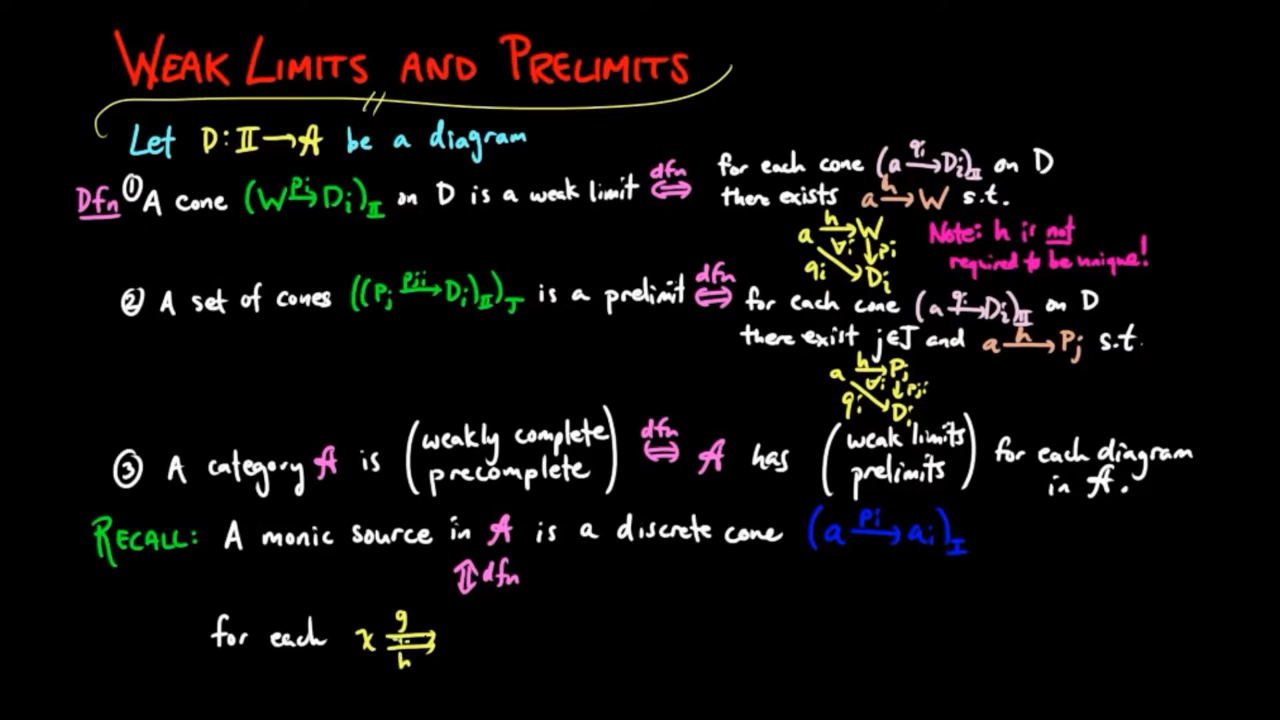 WEAK LIMITS AND PRELIMITS
Let D: 𝕀 → A be a diagram
Dfn ① A cone (W –pi→ Di)𝕀 on D is a weak limit ⇔dfn for each cone (a –qi→ Di)𝕀 on D
there exists a –h→ W s.t.
a –h→ W
∀i ↓ pi
qi ↘ Di
Note: h is not
required to be unique!
② A set of cones ((Pj –pji→ Di)𝕀)J is a prelimit ⇔dfn for each cone (a –qi→ Di)𝕀 on D
there exist j∈J and a –h→ Pj s.t.
a –h→ Pj
∀i ↓ pji
qi ↘ Di
③ A category A is (weakly complete / precomplete) ⇔dfn A has (weak limits / prelimits) for each diagram
in A.
RECALL: A monic source in A is a discrete cone (a –pi→ ai)I
⇕ dfn
for each x g ⇉ h